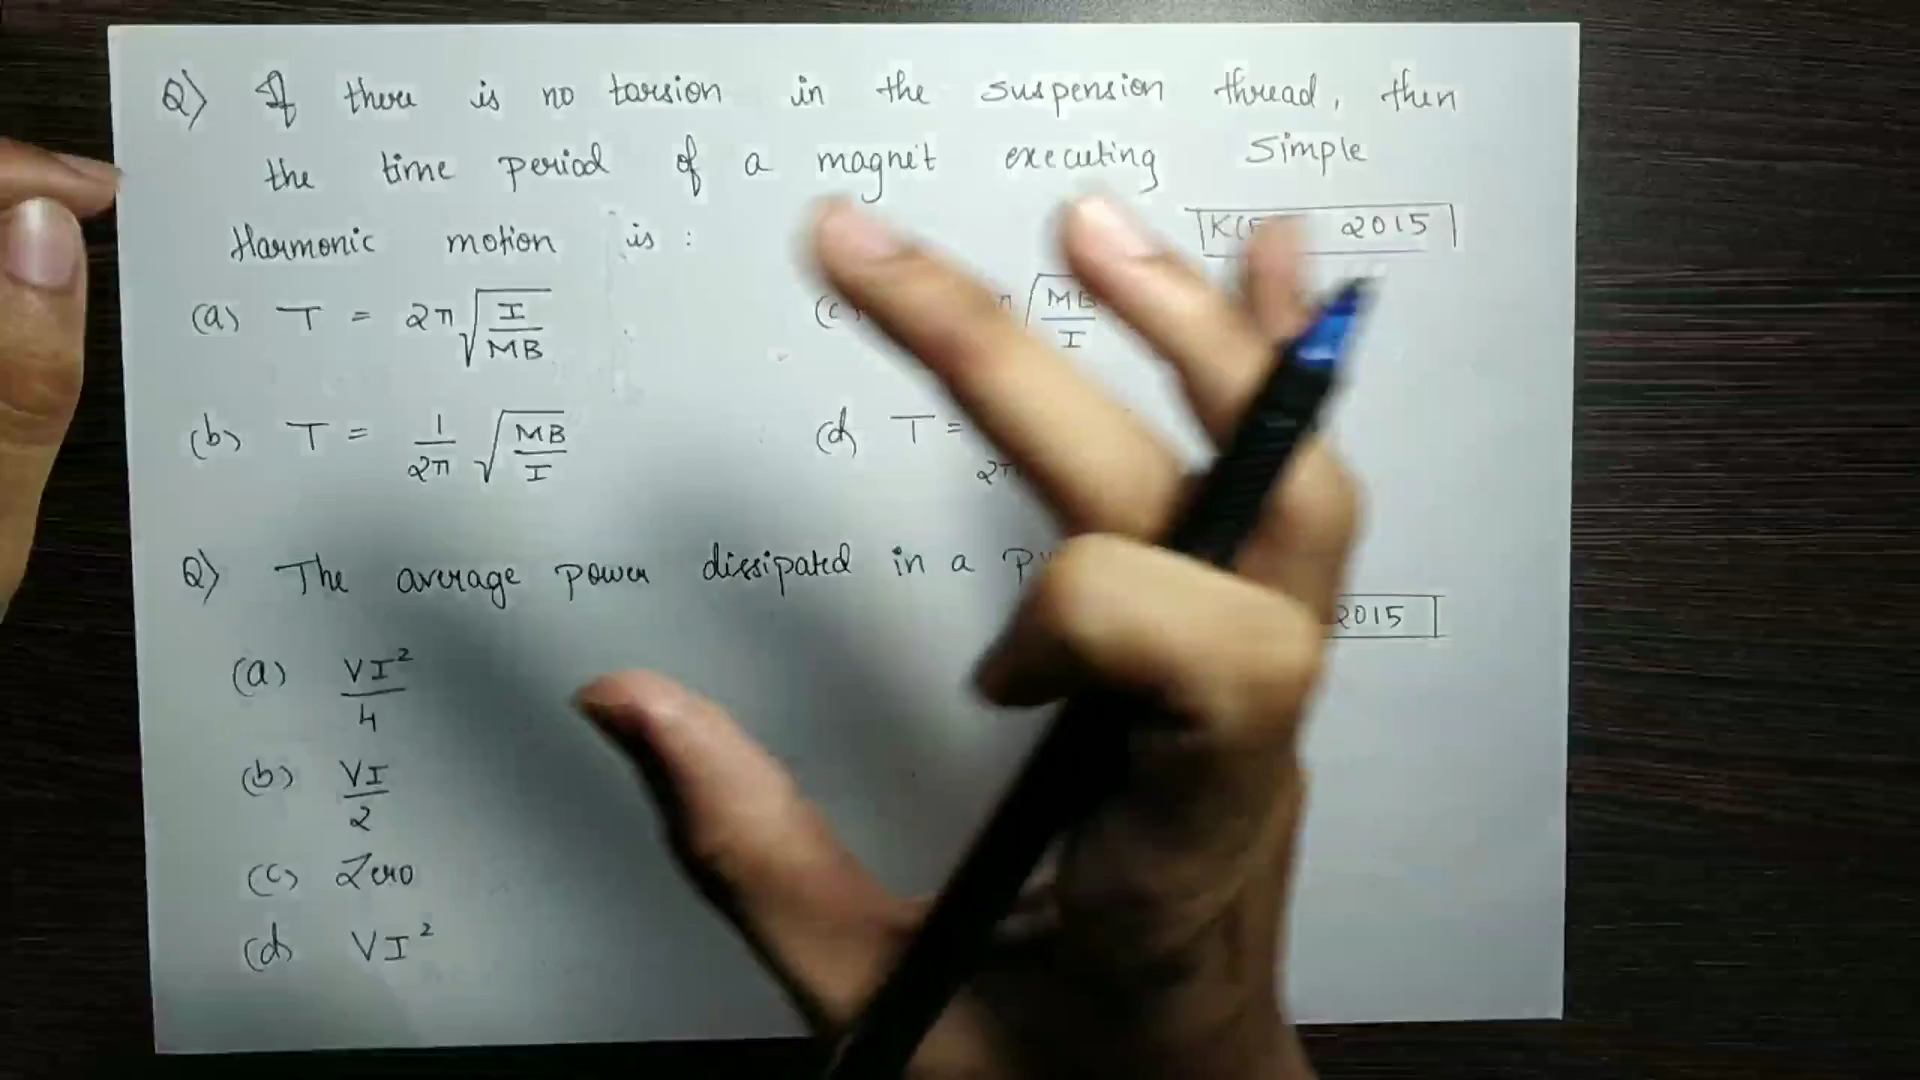 Q) If there is no torsion in the suspension thread, then
the time period of a magnet executing Simple
Harmonic motion is :
2015
(a) T = 2π√(I/MB)
(b) T = 1/2π √(MB/I)
(d) T =
Q) The average power dissipated in a
2015
(a) VI²/4
(b) VI/2
(c) Zero
(d) VI²